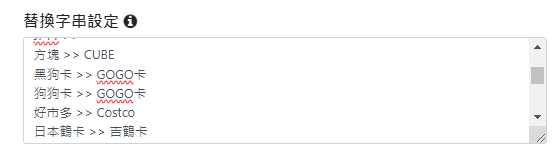 替換字串設定
方塊 >> CUBE
黑狗卡 >> GOGO卡
狗狗卡 >> GOGO卡
好市多 >> Costco
日本鶴卡 >> 吉鶴卡